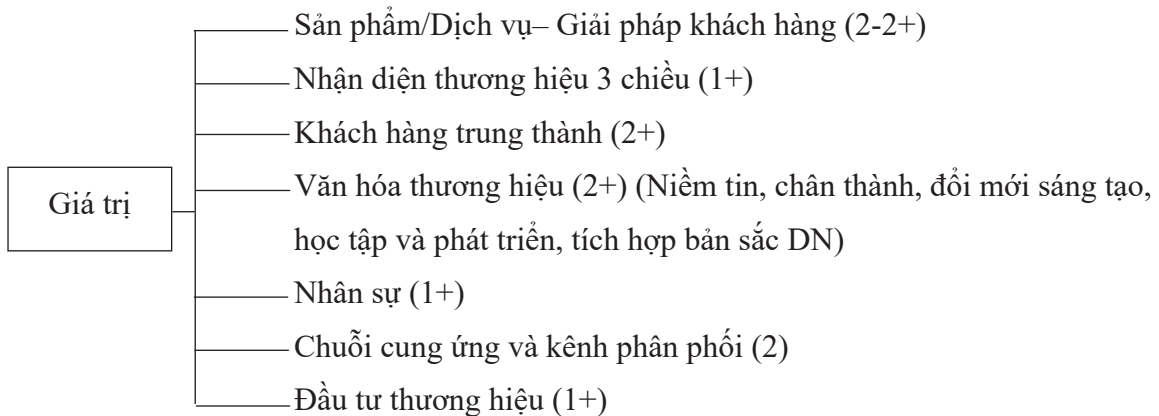 Sản phẩm/Dịch vụ– Giải pháp khách hàng (2-2+)
Nhận diện thương hiệu 3 chiều (1+)
Khách hàng trung thành (2+)
Giá trị
Văn hóa thương hiệu (2+) (Niềm tin, chân thành, đổi mới sáng tạo,
học tập và phát triển, tích hợp bản sắc DN)
Nhân sự (1+)
Chuỗi cung ứng và kênh phân phối (2)
Đầu tư thương hiệu (1+)